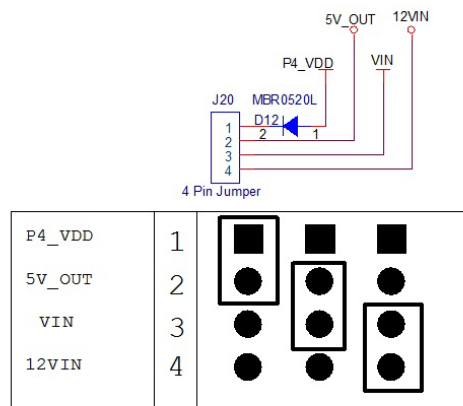 5V_OUT 12VIN
P4_VDD VIN
J20 MBR0520L
D12
1 2 1
2
3
4
4 Pin Jumper
P4_VDD 1
5V_OUT 2
VIN 3
12VIN 4